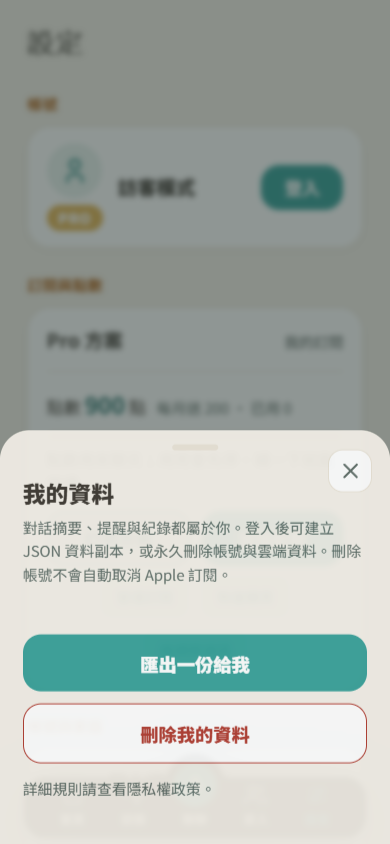 設定
帳號
訪客模式
登入
PRO
訂閱與點數
Pro 方案
我的訂閱
點數 900 點
我的資料
對話摘要、提醒與紀錄都屬於你。登入後可建立
JSON 資料副本，或永久刪除帳號與雲端資料。刪除
帳號不會自動取消 Apple 訂閱。
匯出一份給我
刪除我的資料
詳細規則請查看隱私權政策。